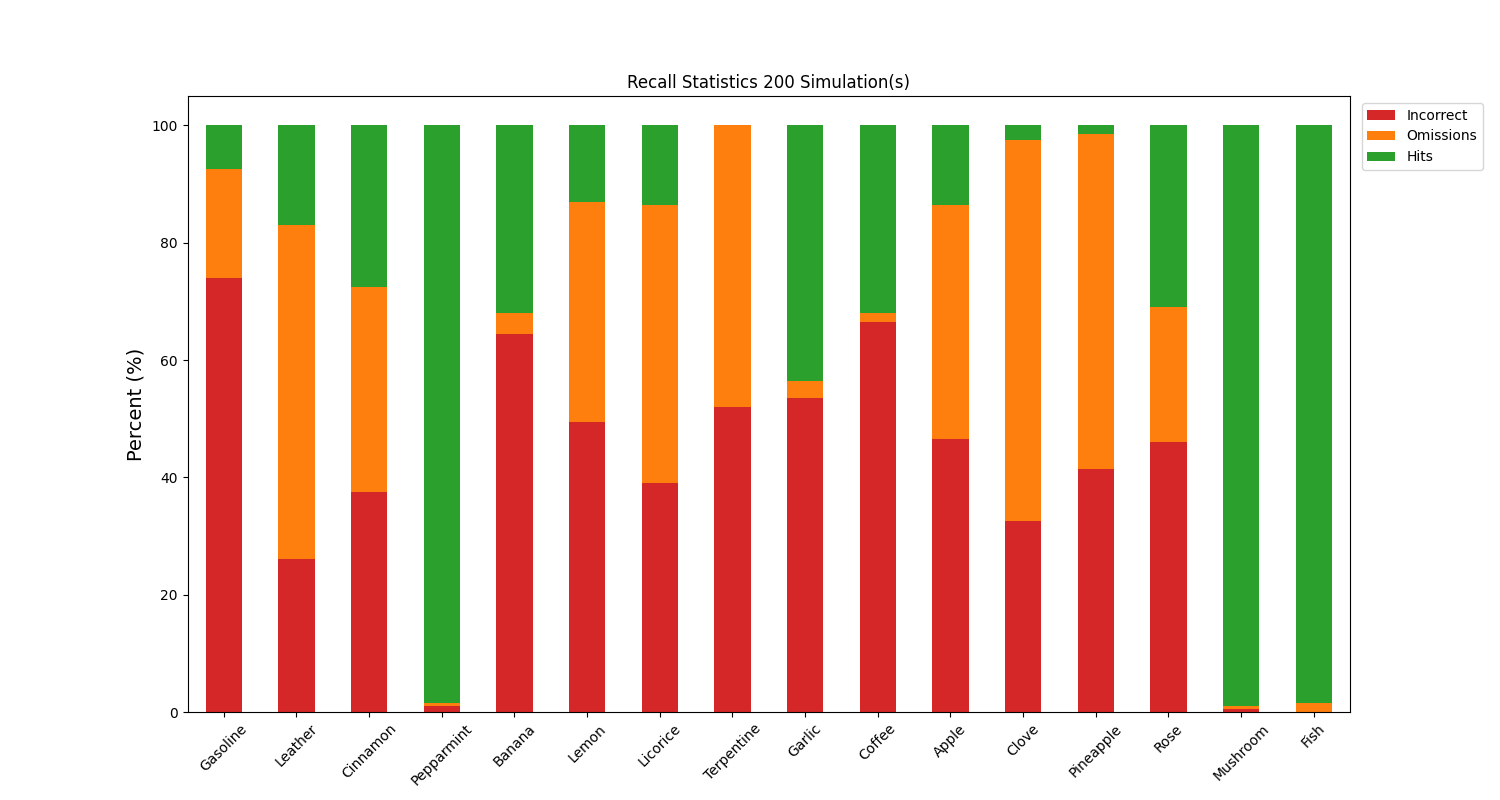 Recall Statistics 200 Simulation(s)
Incorrect
Omissions
Hits
Percent (%)
100
80
60
40
20
0
Gasoline
Leather
Cinnamon
Pepparmint
Banana
Lemon
Licorice
Terpentine
Garlic
Coffee
Apple
Clove
Pineapple
Rose
Mushroom
Fish